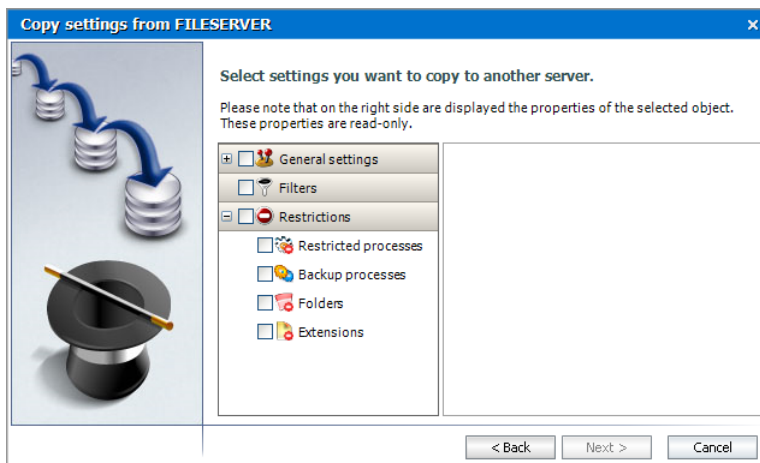 Copy settings from FILESERVER
Select settings you want to copy to another server.
Please note that on the right side are displayed the properties of the selected object.
These properties are read-only.
General settings
Filters
Restrictions
Restricted processes
Backup processes
Folders
Extensions
< Back Next > Cancel